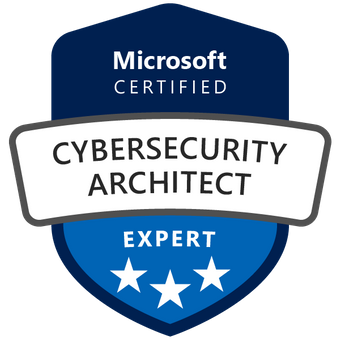 Microsoft
CERTIFIED
CYBERSECURITY
ARCHITECT
EXPERT